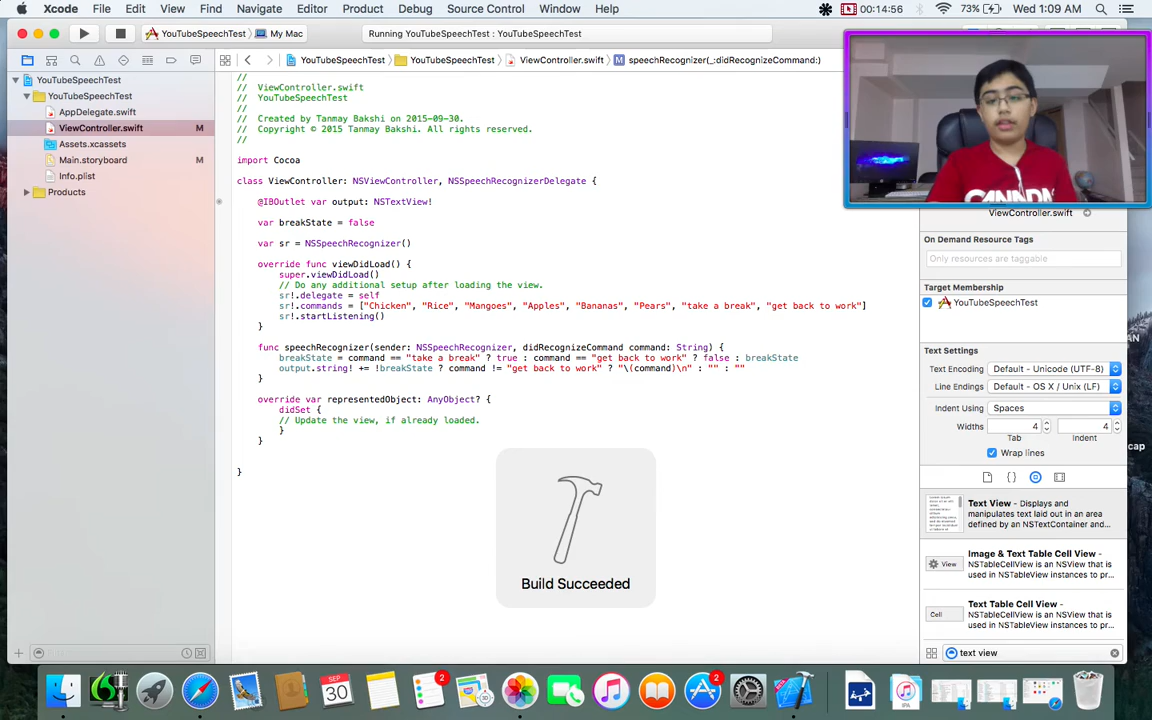 Xcode File Edit View Find Navigate Editor Product Debug Source Control Window Help 00:14:56 73% Wed 1:09 AM
YouTubeSpeechTest My Mac Running YouTubeSpeechTest : YouTubeSpeechTest
YouTubeSpeechTest YouTubeSpeechTest ViewController.swift M speechRecognizer(_:didRecognizeCommand:)
YouTubeSpeechTest
YouTubeSpeechTest
AppDelegate.swift
ViewController.swift M
Assets.xcassets
Main.storyboard M
Info.plist
Products
//
// ViewController.swift
// YouTubeSpeechTest
//
// Created by Tanmay Bakshi on 2015-09-30.
// Copyright © 2015 Tanmay Bakshi. All rights reserved.
//
import Cocoa
class ViewController: NSViewController, NSSpeechRecognizerDelegate {
@IBOutlet var output: NSTextView!
var breakState = false
var sr = NSSpeechRecognizer()
override func viewDidLoad() {
super.viewDidLoad()
// Do any additional setup after loading the view.
sr!.delegate = self
sr!.commands = ["Chicken", "Rice", "Mangoes", "Apples", "Bananas", "Pears", "take a break", "get back to work"]
sr!.startListening()
}
func speechRecognizer(sender: NSSpeechRecognizer, didRecognizeCommand command: String) {
breakState = command == "take a break" ? true : command == "get back to work" ? false : breakState
output.string! += !breakState ? command != "get back to work" ? "\(command)\n" : "" : ""
}
override var representedObject: AnyObject? {
didSet {
// Update the view, if already loaded.
}
}
}
Build Succeeded
CANADA
ViewController.swift
On Demand Resource Tags
Only resources are taggable
Target Membership
YouTubeSpeechTest
Text Settings
Text Encoding Default - Unicode (UTF-8)
Line Endings Default - OS X / Unix (LF)
Indent Using Spaces
Widths 4 4
Tab Indent
Wrap lines
Text View - Displays and
manipulates text laid out in an area
defined by an NSTextContainer and...
Image & Text Table Cell View -
NSTableCellView is an NSView that is
used in NSTableView instances to pr...
View
Text Table Cell View -
NSTableCellView is an NSView that is
used in NSTableView instances to pr...
Cell
text view
cap
SEP
30
2
2
IPA